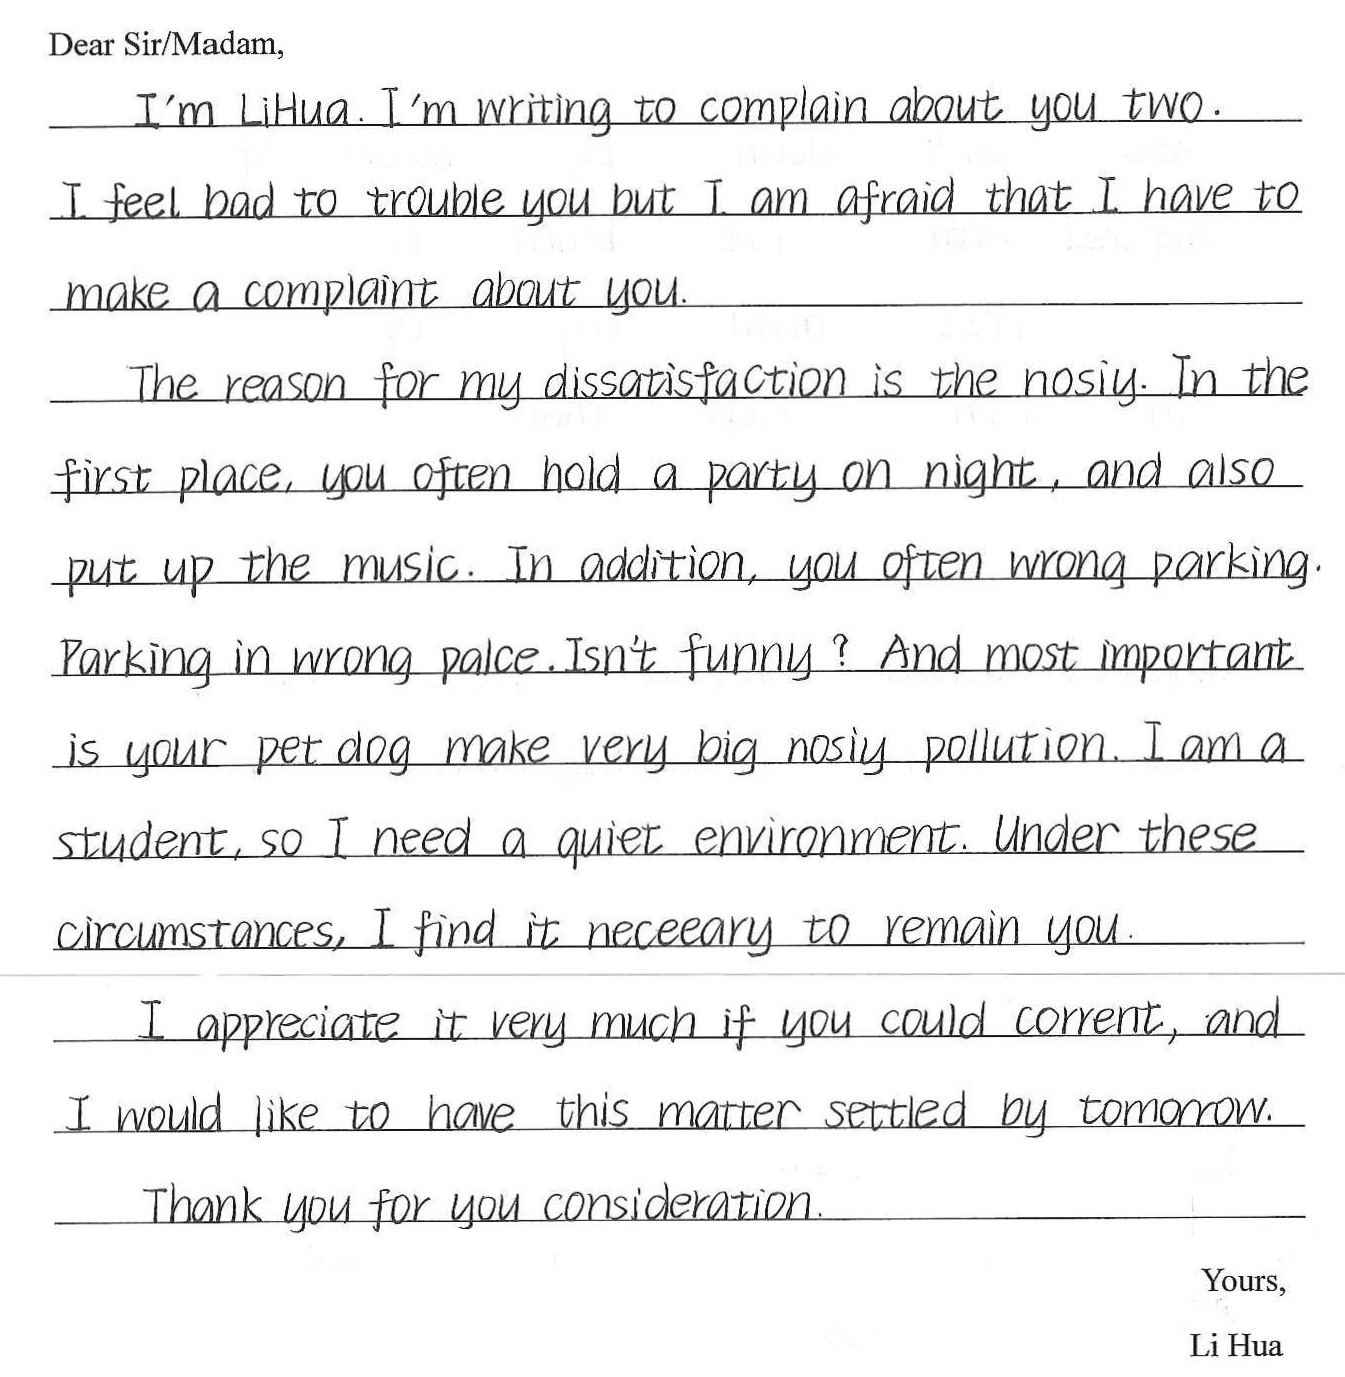 Dear Sir/Madam,
I'm LiHua. I'm writing to complain about you two.
I feel bad to trouble you but I am afraid that I have to
make a complaint about you.
The reason for my dissatisfaction is the nosiy. In the
first place, you often hold a party on night, and also
put up the music. In addition, you often wrong parking.
Parking in wrong palce. Isn't funny? And most important
is your pet dog make very big nosiy pollution. I am a
student, so I need a quiet environment. Under these
circumstances, I find it neceeary to remain you.
I appreciate it very much if you could corrent, and
I would like to have this matter settled by tomorrow.
Thank you for you consideration.
Yours,
Li Hua